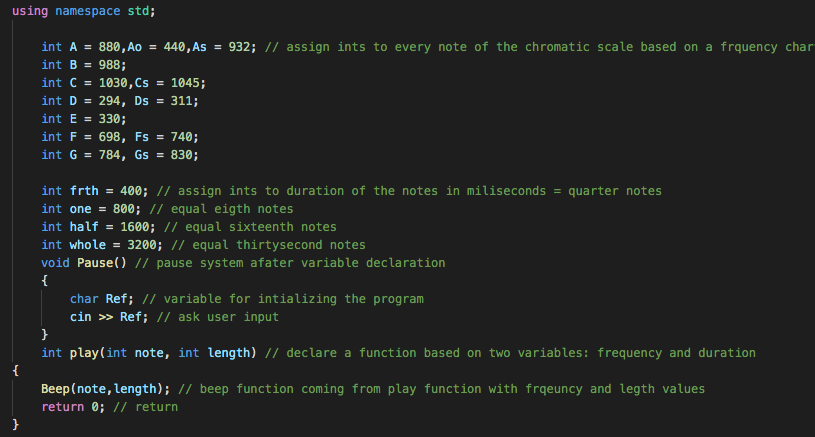 using namespace std;
int A = 880,Ao = 440,As = 932; // assign ints to every note of the chromatic scale based on a frquency char
int B = 988;
int C = 1030,Cs = 1045;
int D = 294, Ds = 311;
int E = 330;
int F = 698, Fs = 740;
int G = 784, Gs = 830;
int frth = 400; // assign ints to duration of the notes in miliseconds = quarter notes
int one = 800; // equal eigth notes
int half = 1600; // equal sixteenth notes
int whole = 3200; // equal thirtysecond notes
void Pause() // pause system afater variable declaration
{
char Ref; // variable for intializing the program
cin >> Ref; // ask user input
}
int play(int note, int length) // declare a function based on two variables: frequency and duration
{
Beep(note,length); // beep function coming from play function with frqeuncy and legth values
return 0; // return
}